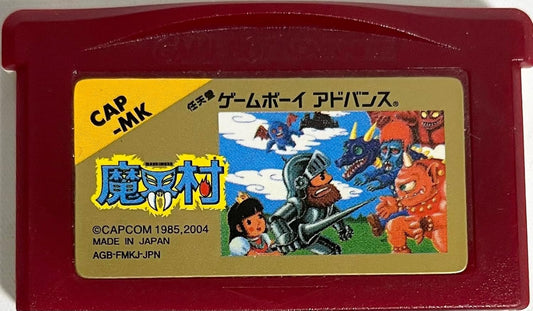 CAP
-MK
任天堂
ゲームボーイ アドバンス®
魔界村
©CAPCOM 1985, 2004
MADE IN JAPAN
AGB-FMKJ-JPN